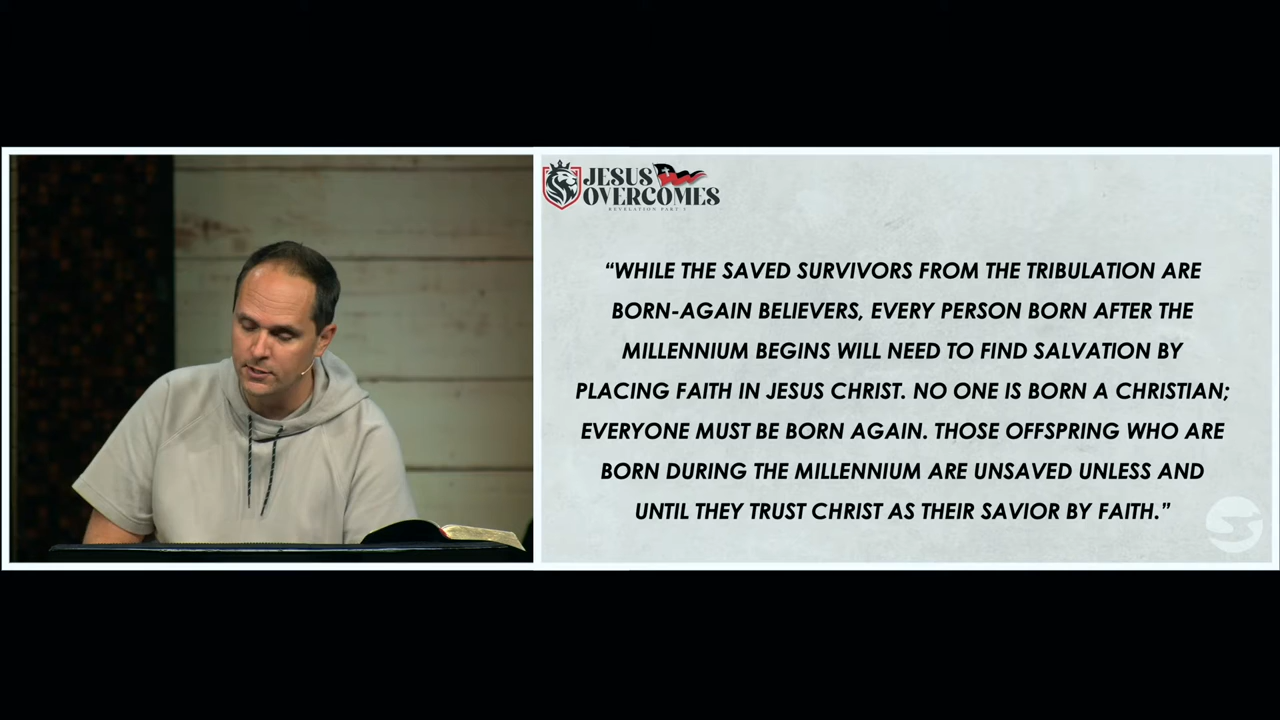 JESUS
OVERCOMES
REVELATION PART 3
“WHILE THE SAVED SURVIVORS FROM THE TRIBULATION ARE
BORN-AGAIN BELIEVERS, EVERY PERSON BORN AFTER THE
MILLENNIUM BEGINS WILL NEED TO FIND SALVATION BY
PLACING FAITH IN JESUS CHRIST. NO ONE IS BORN A CHRISTIAN;
EVERYONE MUST BE BORN AGAIN. THOSE OFFSPRING WHO ARE
BORN DURING THE MILLENNIUM ARE UNSAVED UNLESS AND
UNTIL THEY TRUST CHRIST AS THEIR SAVIOR BY FAITH.”